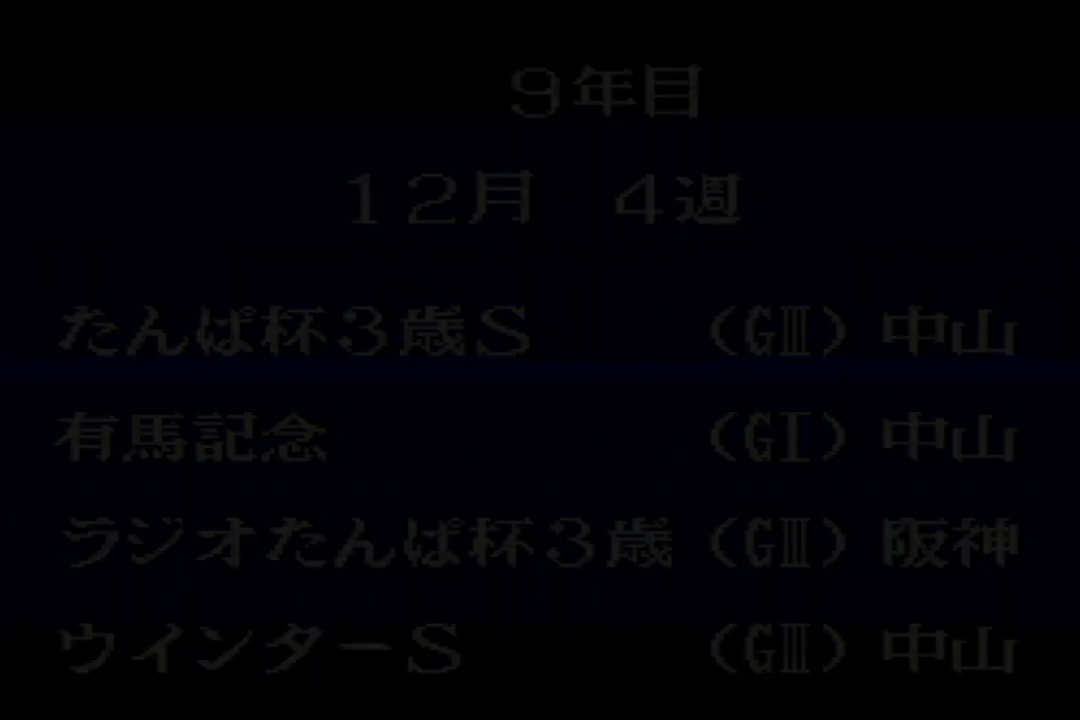 ９年目
１２月　４週
たんぱ杯３歳Ｓ　（GⅢ）中山
有馬記念　（GⅠ）中山
ラジオたんぱ杯３歳（GⅢ）阪神
ウインターＳ　（GⅢ）中山